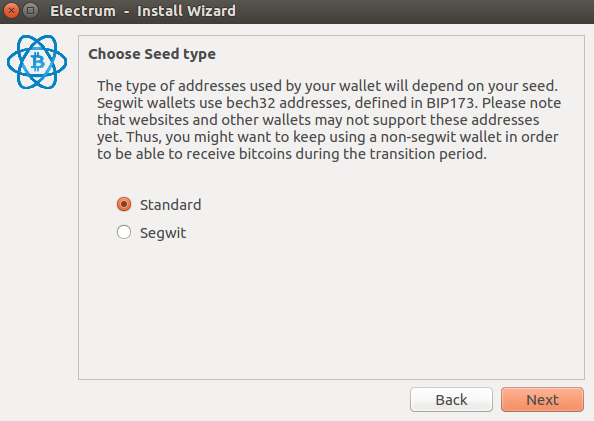 Electrum - Install Wizard
Choose Seed type
The type of addresses used by your wallet will depend on your seed.
Segwit wallets use bech32 addresses, defined in BIP173. Please note
that websites and other wallets may not support these addresses
yet. Thus, you might want to keep using a non-segwit wallet in order
to be able to receive bitcoins during the transition period.
Standard
Segwit
Back
Next